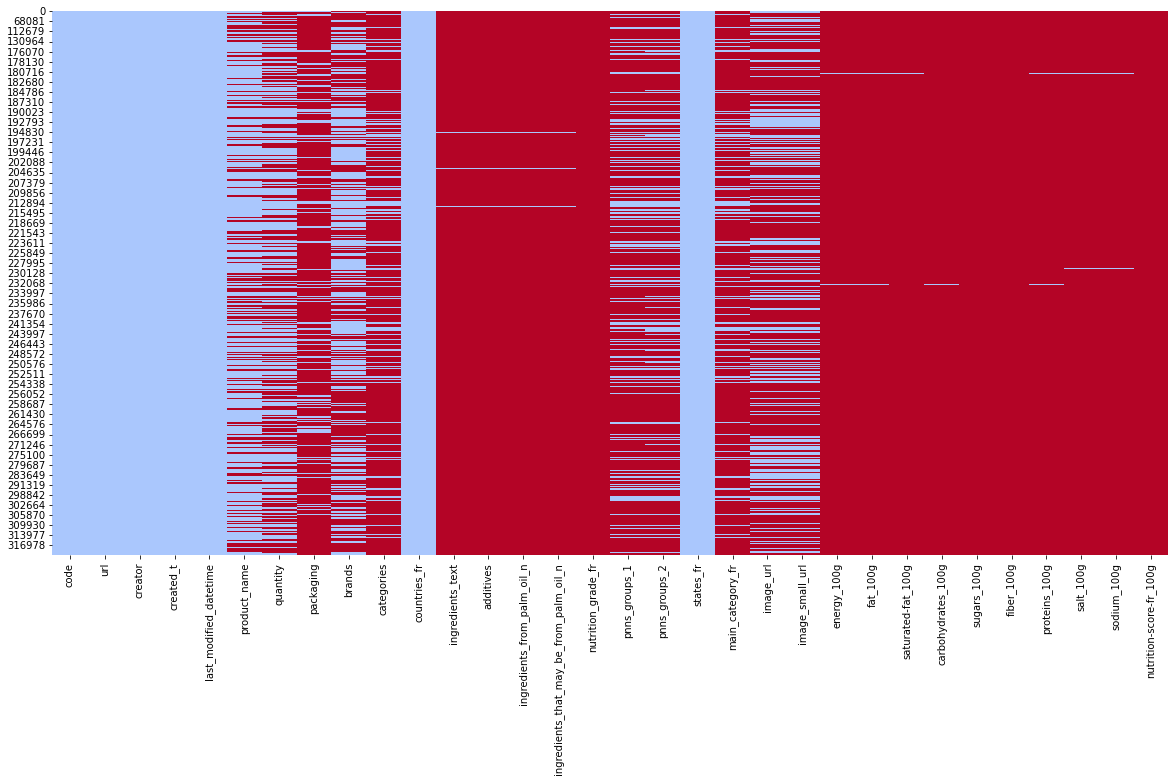 0
68081
112679
130964
176070
178130
180716
182680
184786
187310
190023
192793
194830
197231
199446
202088
204635
207379
209856
212894
215495
218669
221543
223611
225849
227995
230128
232068
233997
235986
237670
241354
243997
246443
248572
250576
252511
254338
256052
258687
261430
264576
266699
271246
275100
279687
283649
291319
298842
302664
305870
309930
313977
316978
code
url
creator
created_t
last_modified_datetime
product_name
quantity
packaging
brands
categories
countries_fr
ingredients_text
additives
ingredients_from_palm_oil_n
ingredients_that_may_be_from_palm_oil_n
nutrition_grade_fr
pnns_groups_1
pnns_groups_2
states_fr
main_category_fr
image_url
image_small_url
energy_100g
fat_100g
saturated-fat_100g
carbohydrates_100g
sugars_100g
fiber_100g
proteins_100g
salt_100g
sodium_100g
nutrition-score-fr_100g